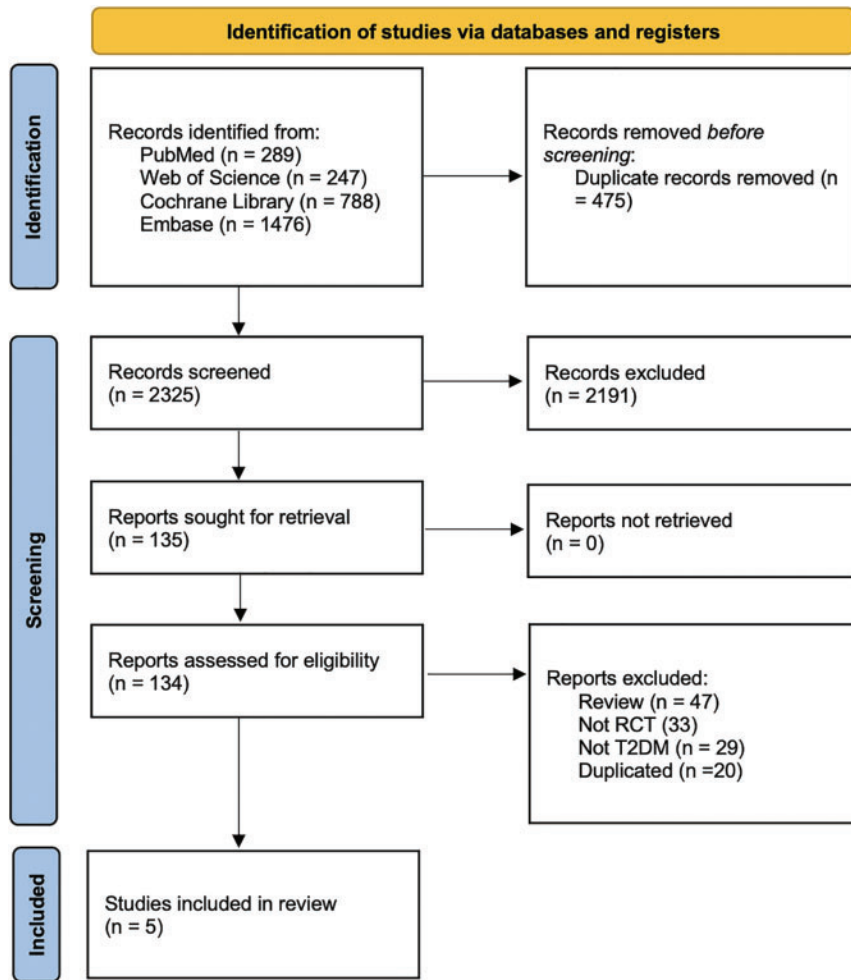 Identification of studies via databases and registers
Identification
Records identified from:
PubMed (n = 289)
Web of Science (n = 247)
Cochrane Library (n = 788)
Embase (n = 1476)
Records removed before
screening:
Duplicate records removed (n
= 475)
Screening
Records screened
(n = 2325)
Records excluded
(n = 2191)
Reports sought for retrieval
(n = 135)
Reports not retrieved
(n = 0)
Reports assessed for eligibility
(n = 134)
Reports excluded:
Review (n = 47)
Not RCT (33)
Not T2DM (n = 29)
Duplicated (n =20)
Included
Studies included in review
(n = 5)